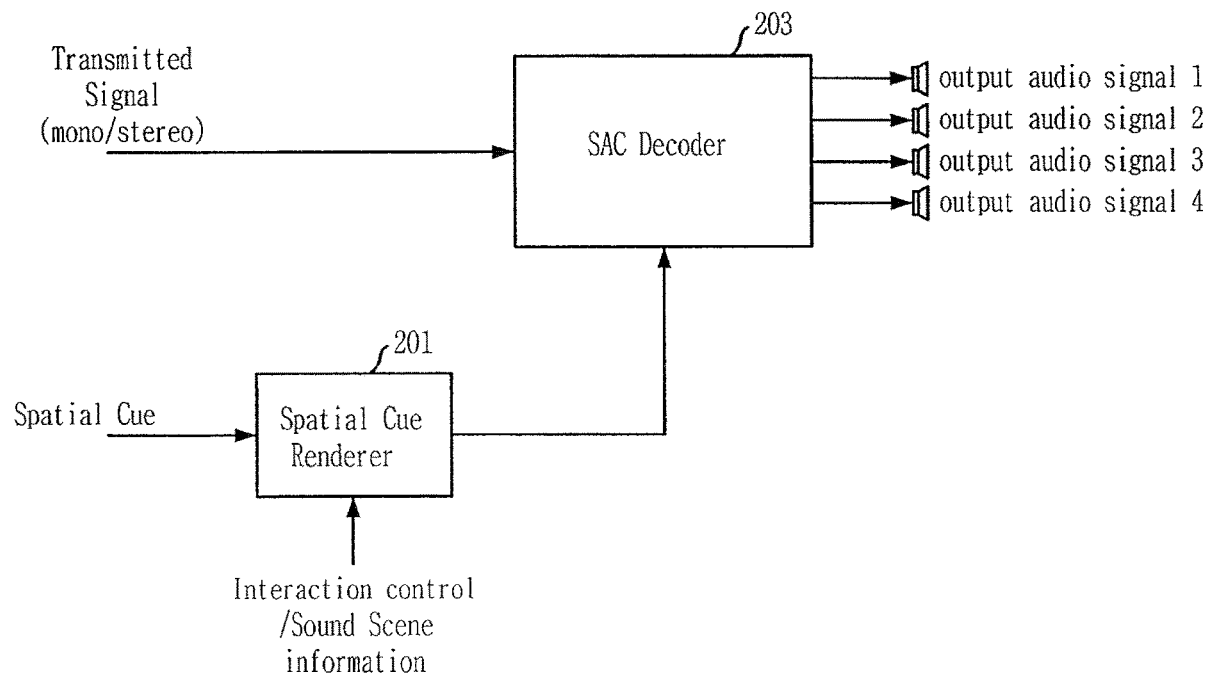 203
Transmitted
Signal
(mono/stereo)
SAC Decoder
output audio signal 1
output audio signal 2
output audio signal 3
output audio signal 4
201
Spatial Cue
Spatial Cue
Renderer
Interaction control
/Sound Scene
information